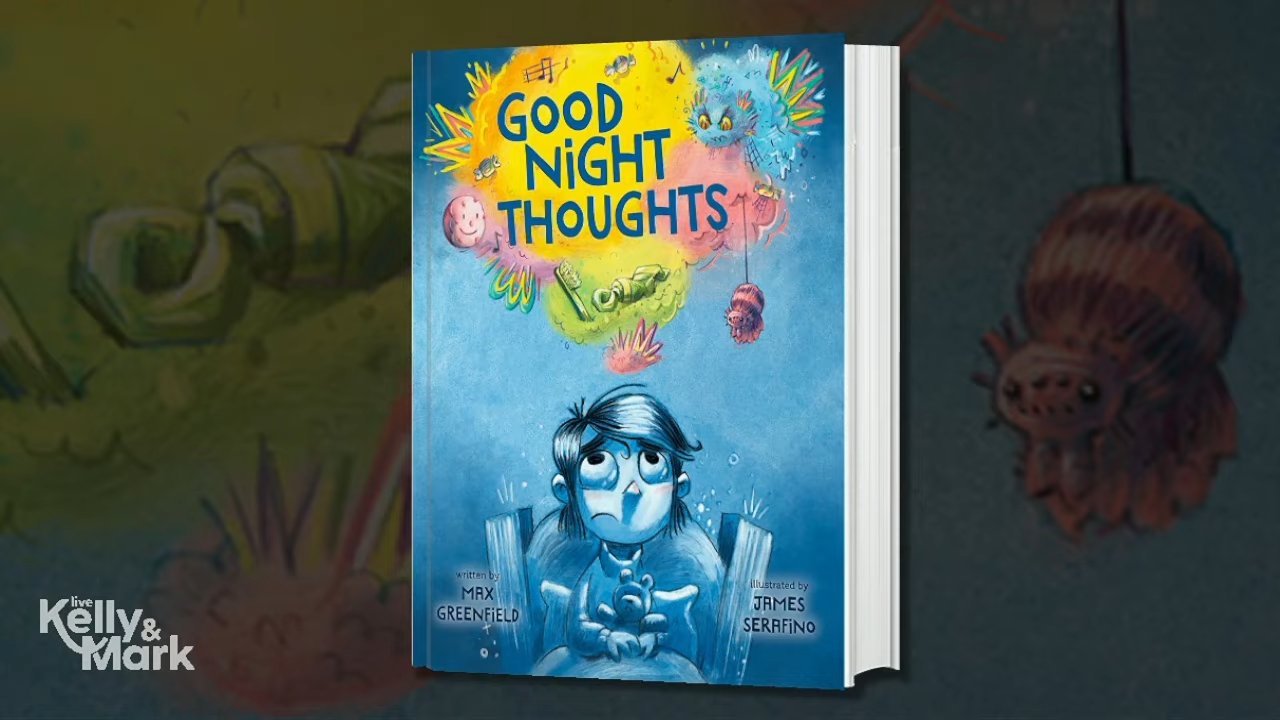 GOOD
NiGHT
THOUGHTS
written by
MAX
GREENFiELD
illustrated by
JAMES
SERAFiNO
live
Kelly&
Mark